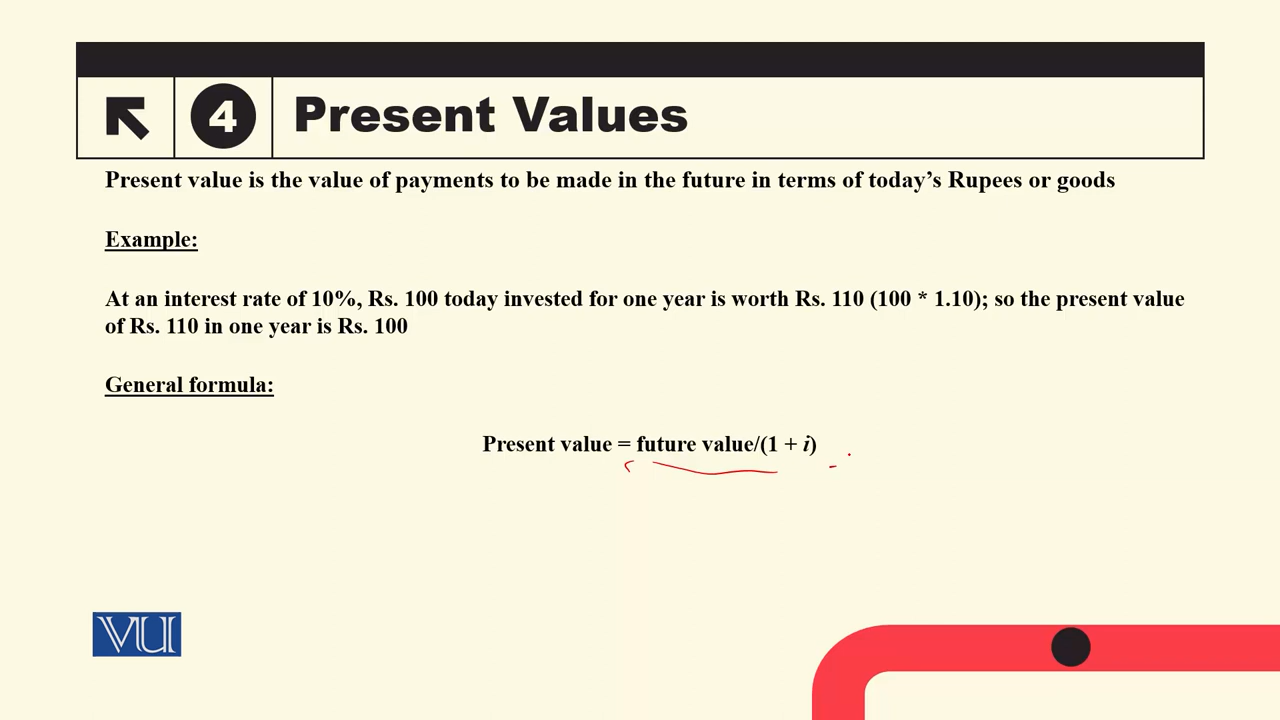 4
Present Values
Present value is the value of payments to be made in the future in terms of today’s Rupees or goods
Example:
At an interest rate of 10%, Rs. 100 today invested for one year is worth Rs. 110 (100 * 1.10); so the present value
of Rs. 110 in one year is Rs. 100
General formula:
Present value = future value/(1 + i)
VU